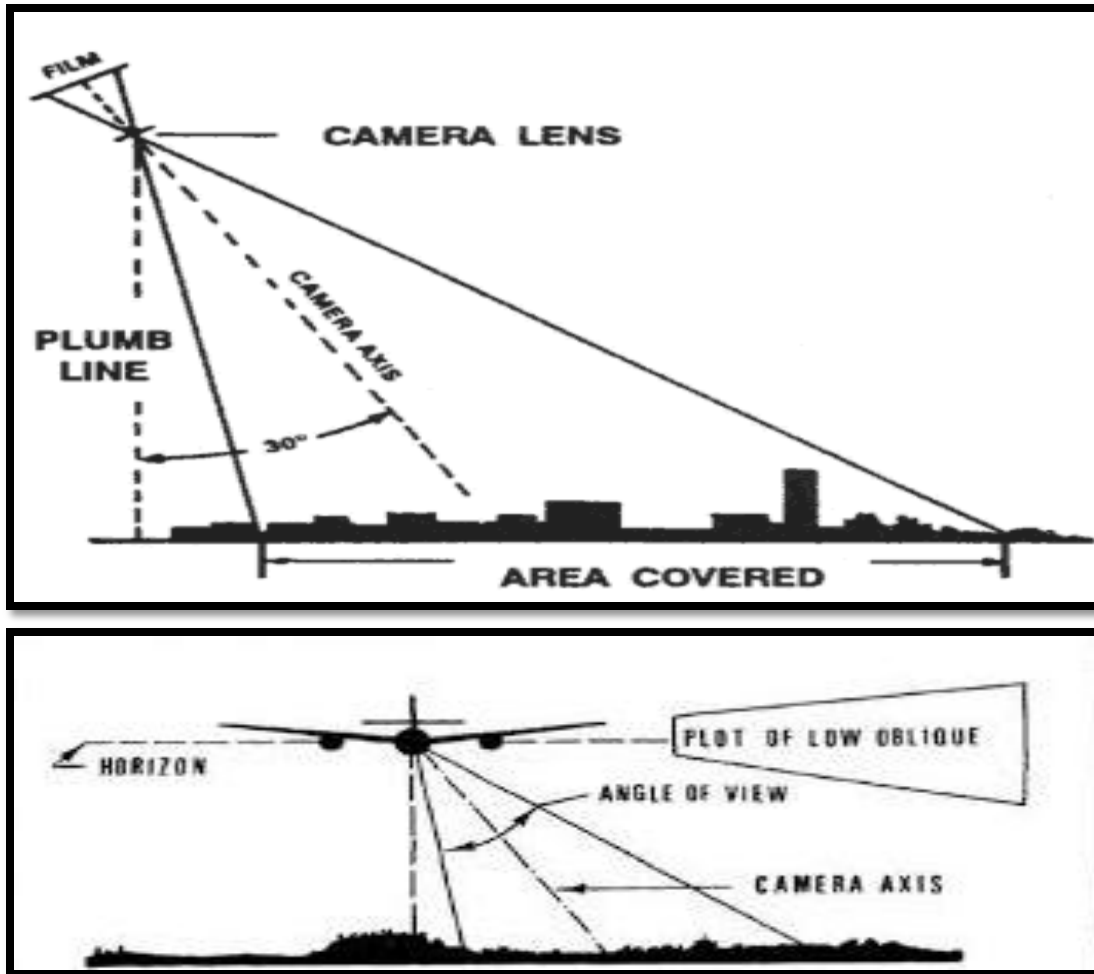 FILM
CAMERA LENS
CAMERA AXIS
PLUMB
LINE
30°
AREA COVERED
PLOT OF LOW OBLIQUE
HORIZON
ANGLE OF VIEW
CAMERA AXIS